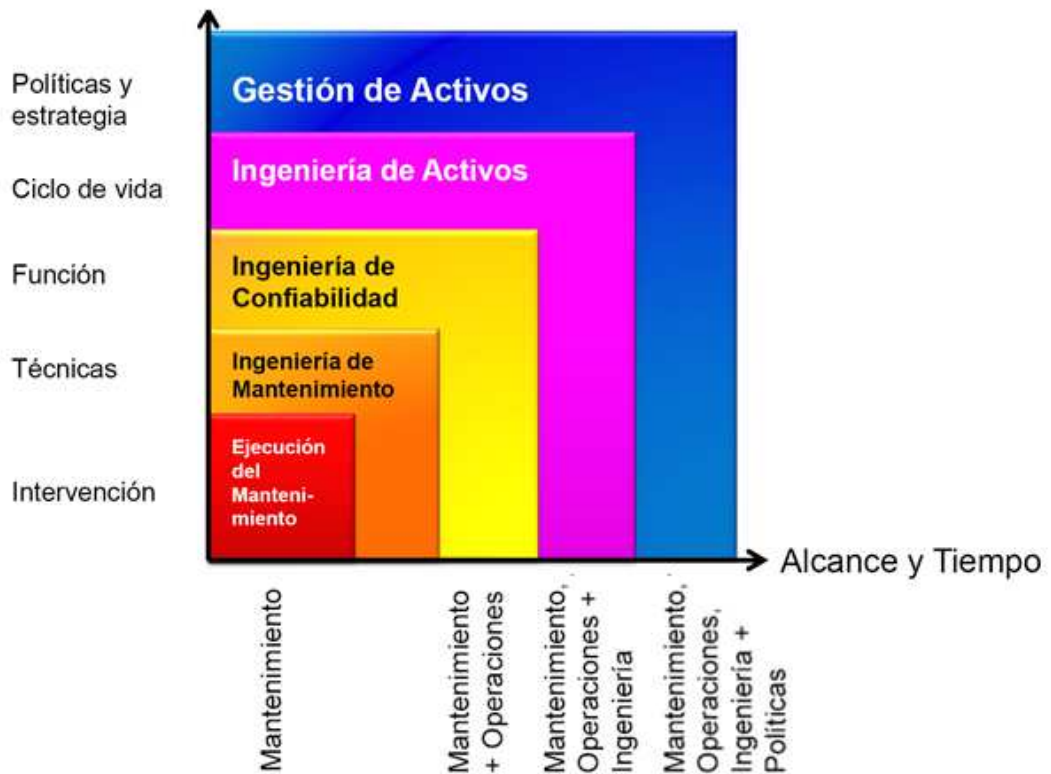 Políticas y
estrategia
Ciclo de vida
Función
Técnicas
Intervención
Gestión de Activos
Ingeniería de Activos
Ingeniería de
Confiabilidad
Ingeniería de
Mantenimiento
Ejecución
del
Manteni-
miento
Alcance y Tiempo
Mantenimiento
Mantenimiento
+ Operaciones
Mantenimiento,
Operaciones +
Ingeniería
Mantenimiento,
Operaciones,
Ingeniería +
Políticas